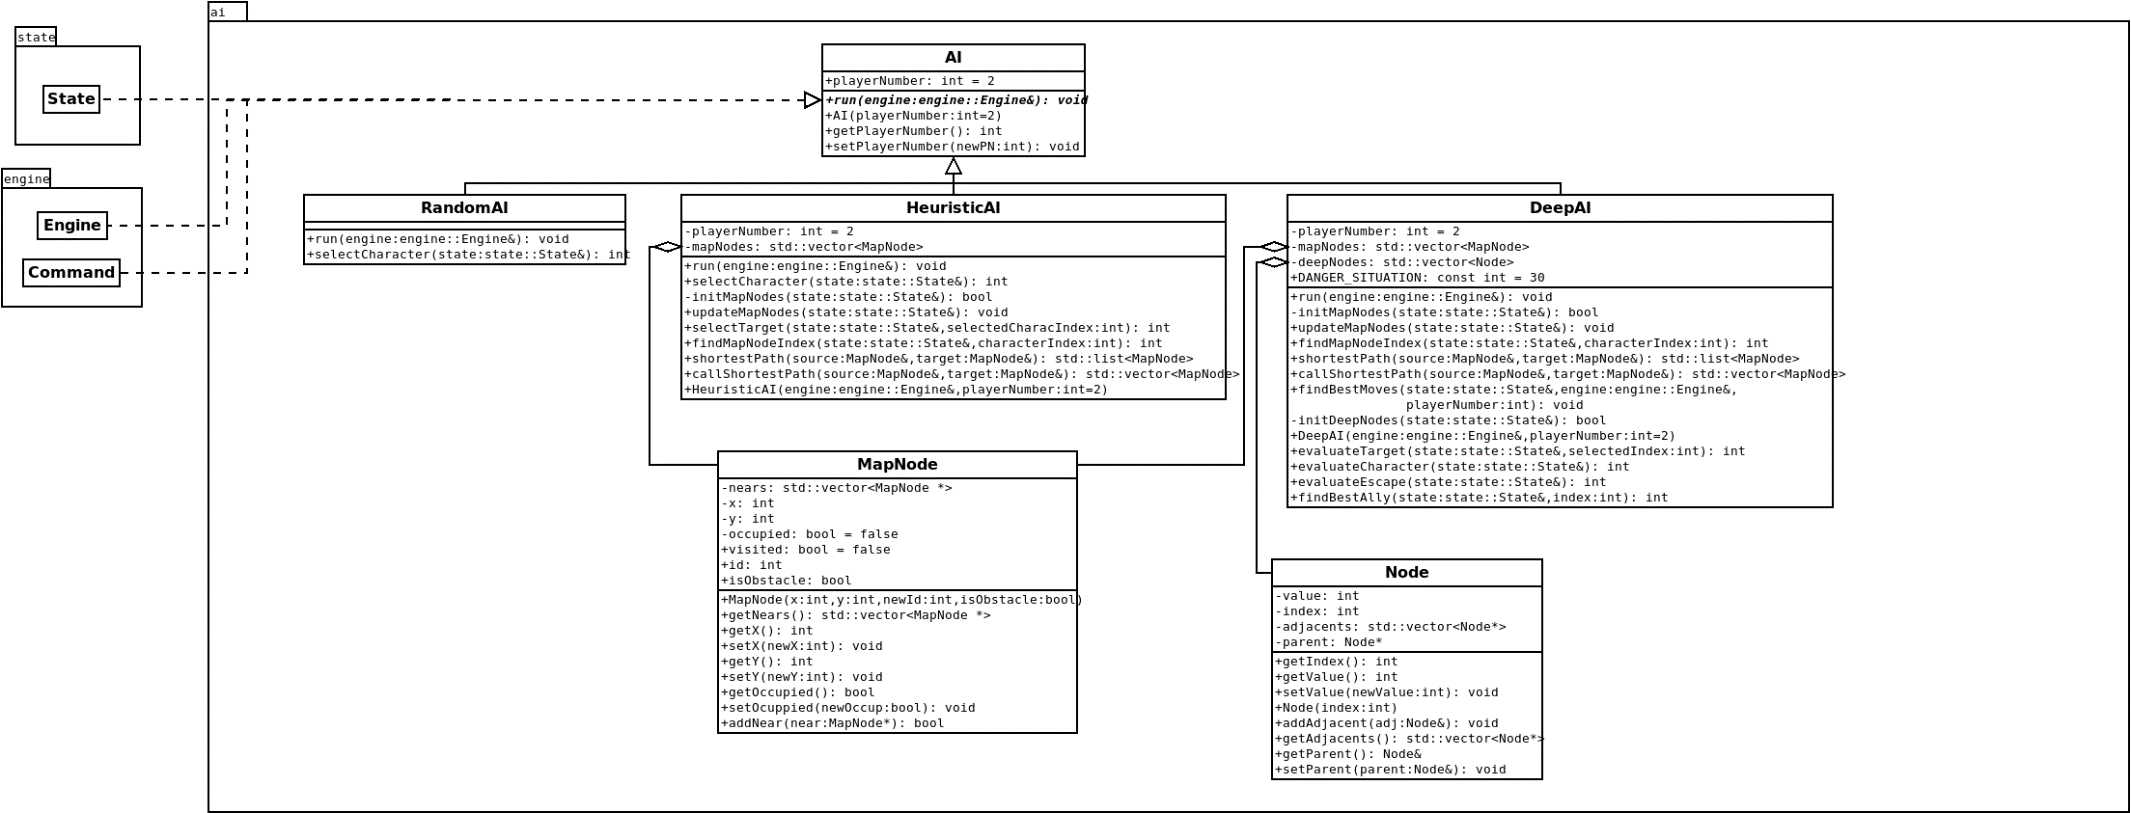 ai
state
State
engine
Engine
Command
AI
+playerNumber: int = 2
+run(engine:engine::Engine&): void
+AI(playerNumber:int=2)
+getPlayerNumber(): int
+setPlayerNumber(newPN:int): void
RandomAI
+run(engine:engine::Engine&): void
+selectCharacter(state:state::State&): int
HeuristicAI
-playerNumber: int = 2
-mapNodes: std::vector<MapNode>
+run(engine:engine::Engine&): void
+selectCharacter(state:state::State&): int
-initMapNodes(state:state::State&): bool
+updateMapNodes(state:state::State&): void
+selectTarget(state:state::State&,selectedCharacIndex:int): int
+findMapNodeIndex(state:state::State&,characterIndex:int): int
+shortestPath(source:MapNode&,target:MapNode&): std::list<MapNode>
+callShortestPath(source:MapNode&,target:MapNode&): std::vector<MapNode>
+HeuristicAI(engine:engine::Engine&,playerNumber:int=2)
DeepAI
-playerNumber: int = 2
-mapNodes: std::vector<MapNode>
-deepNodes: std::vector<Node>
+DANGER_SITUATION: const int = 30
+run(engine:engine::Engine&): void
-initMapNodes(state:state::State&): bool
+updateMapNodes(state:state::State&): void
+findMapNodeIndex(state:state::State&,characterIndex:int): int
+shortestPath(source:MapNode&,target:MapNode&): std::list<MapNode>
+callShortestPath(source:MapNode&,target:MapNode&): std::vector<MapNode>
+findBestMoves(state:state::State&,engine:engine::Engine&,
playerNumber:int): void
-initDeepNodes(state:state::State&): bool
+DeepAI(engine:engine::Engine&,playerNumber:int=2)
+evaluateTarget(state:state::State&,selectedIndex:int): int
+evaluateCharacter(state:state::State&): int
+evaluateEscape(state:state::State&): int
+findBestAlly(state:state::State&,index:int): int
MapNode
-nears: std::vector<MapNode *>
-x: int
-y: int
-occupied: bool = false
+visited: bool = false
+id: int
+isObstacle: bool
+MapNode(x:int,y:int,newId:int,isObstacle:bool)
+getNears(): std::vector<MapNode *>
+getX(): int
+setX(newX:int): void
+getY(): int
+setY(newY:int): void
+getOccupied(): bool
+setOcuppied(newOccup:bool): void
+addNear(near:MapNode*): bool
Node
-value: int
-index: int
-adjacents: std::vector<Node*>
-parent: Node*
+getIndex(): int
+getValue(): int
+setValue(newValue:int): void
+Node(index:int)
+addAdjacent(adj:Node&): void
+getAdjacents(): std::vector<Node*>
+getParent(): Node&
+setParent(parent:Node&): void